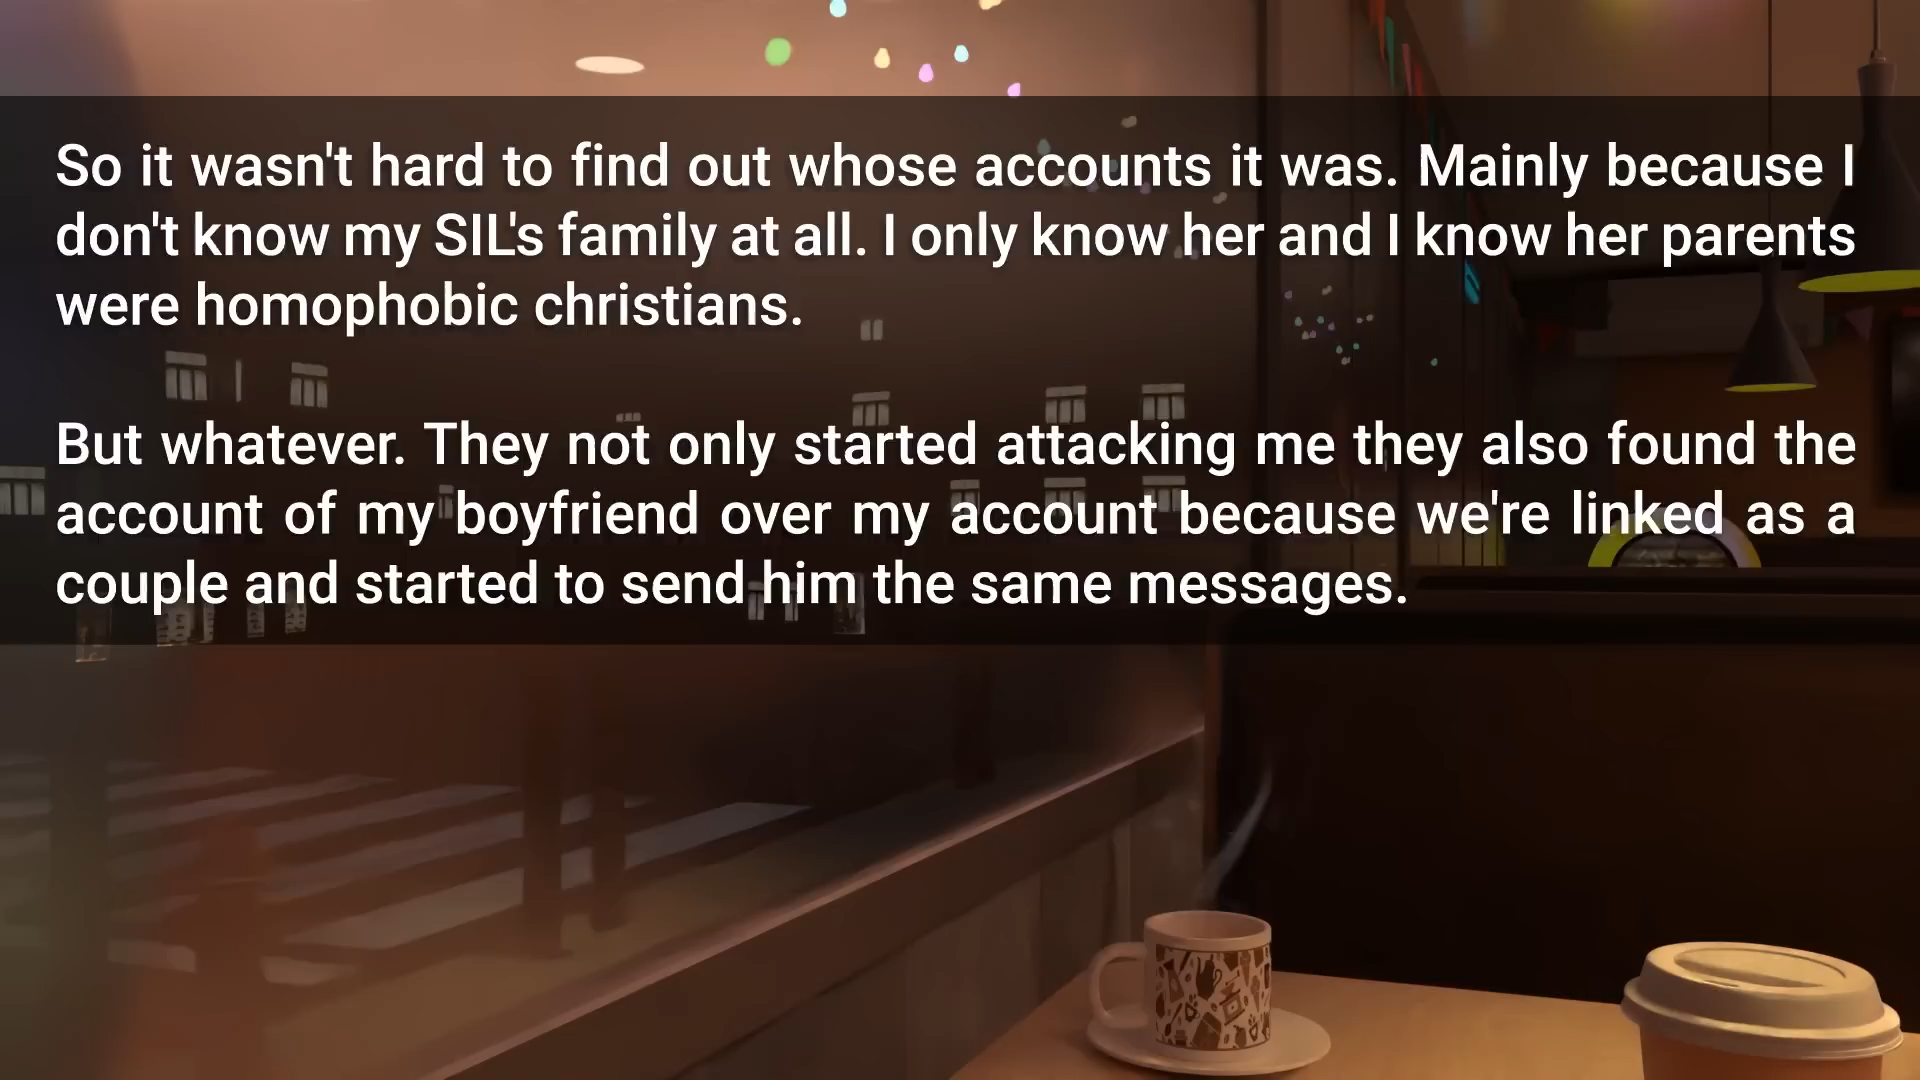 So it wasn't hard to find out whose accounts it was. Mainly because I
don't know my SIL's family at all. I only know her and I know her parents
were homophobic christians.
But whatever. They not only started attacking me they also found the
account of my boyfriend over my account because we're linked as a
couple and started to send him the same messages.